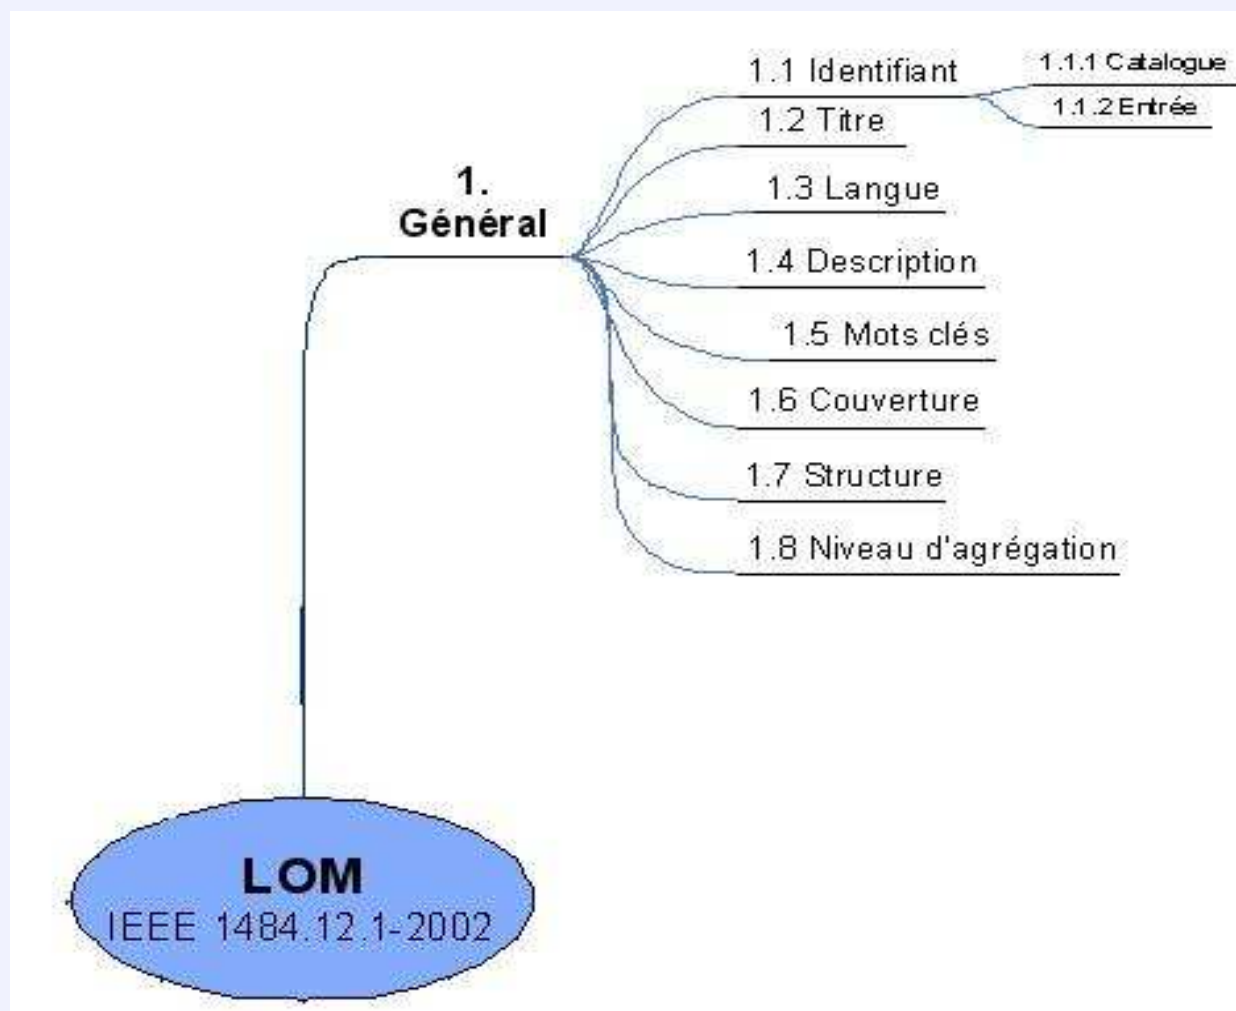 1.1 Identifiant
1.1.1 Catalogue
1.1.2 Entrée
1.2 Titre
1.
Général
1.3 Langue
1.4 Description
1.5 Mots clés
1.6 Couverture
1.7 Structure
1.8 Niveau d'agrégation
LOM
IEEE 1484.12.1-2002